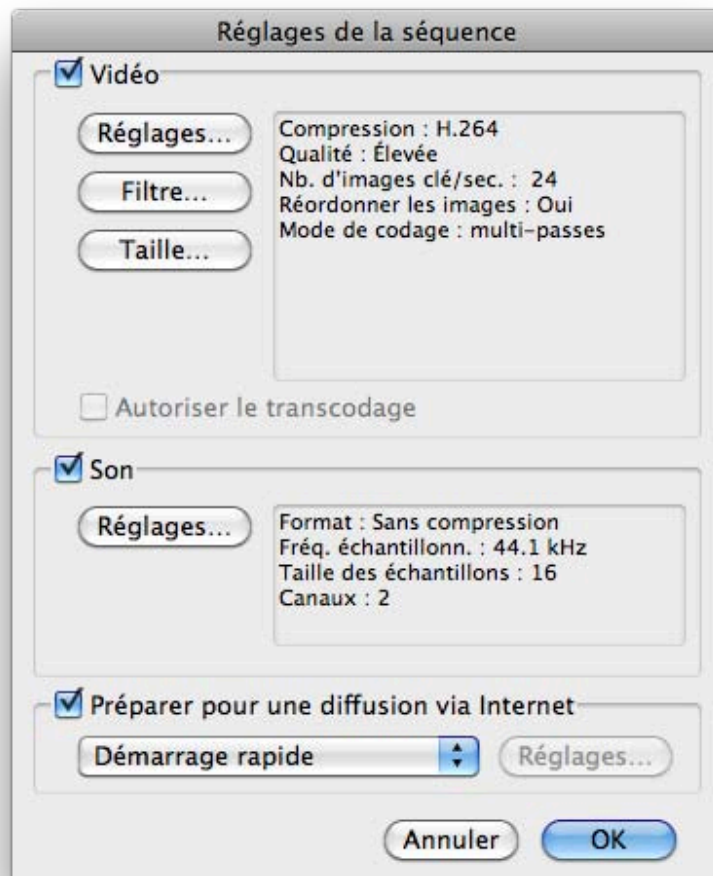 Réglages de la séquence
Vidéo
Réglages...
Filtre...
Taille...
Compression : H.264
Qualité : Élevée
Nb. d'images clé/sec. :  24
Réordonner les images : Oui
Mode de codage : multi-passes
Autoriser le transcodage
Son
Réglages...
Format : Sans compression
Fréq. échantillonn. : 44.1 kHz
Taille des échantillons : 16
Canaux : 2
Préparer pour une diffusion via Internet
Démarrage rapide
Réglages...
Annuler
OK